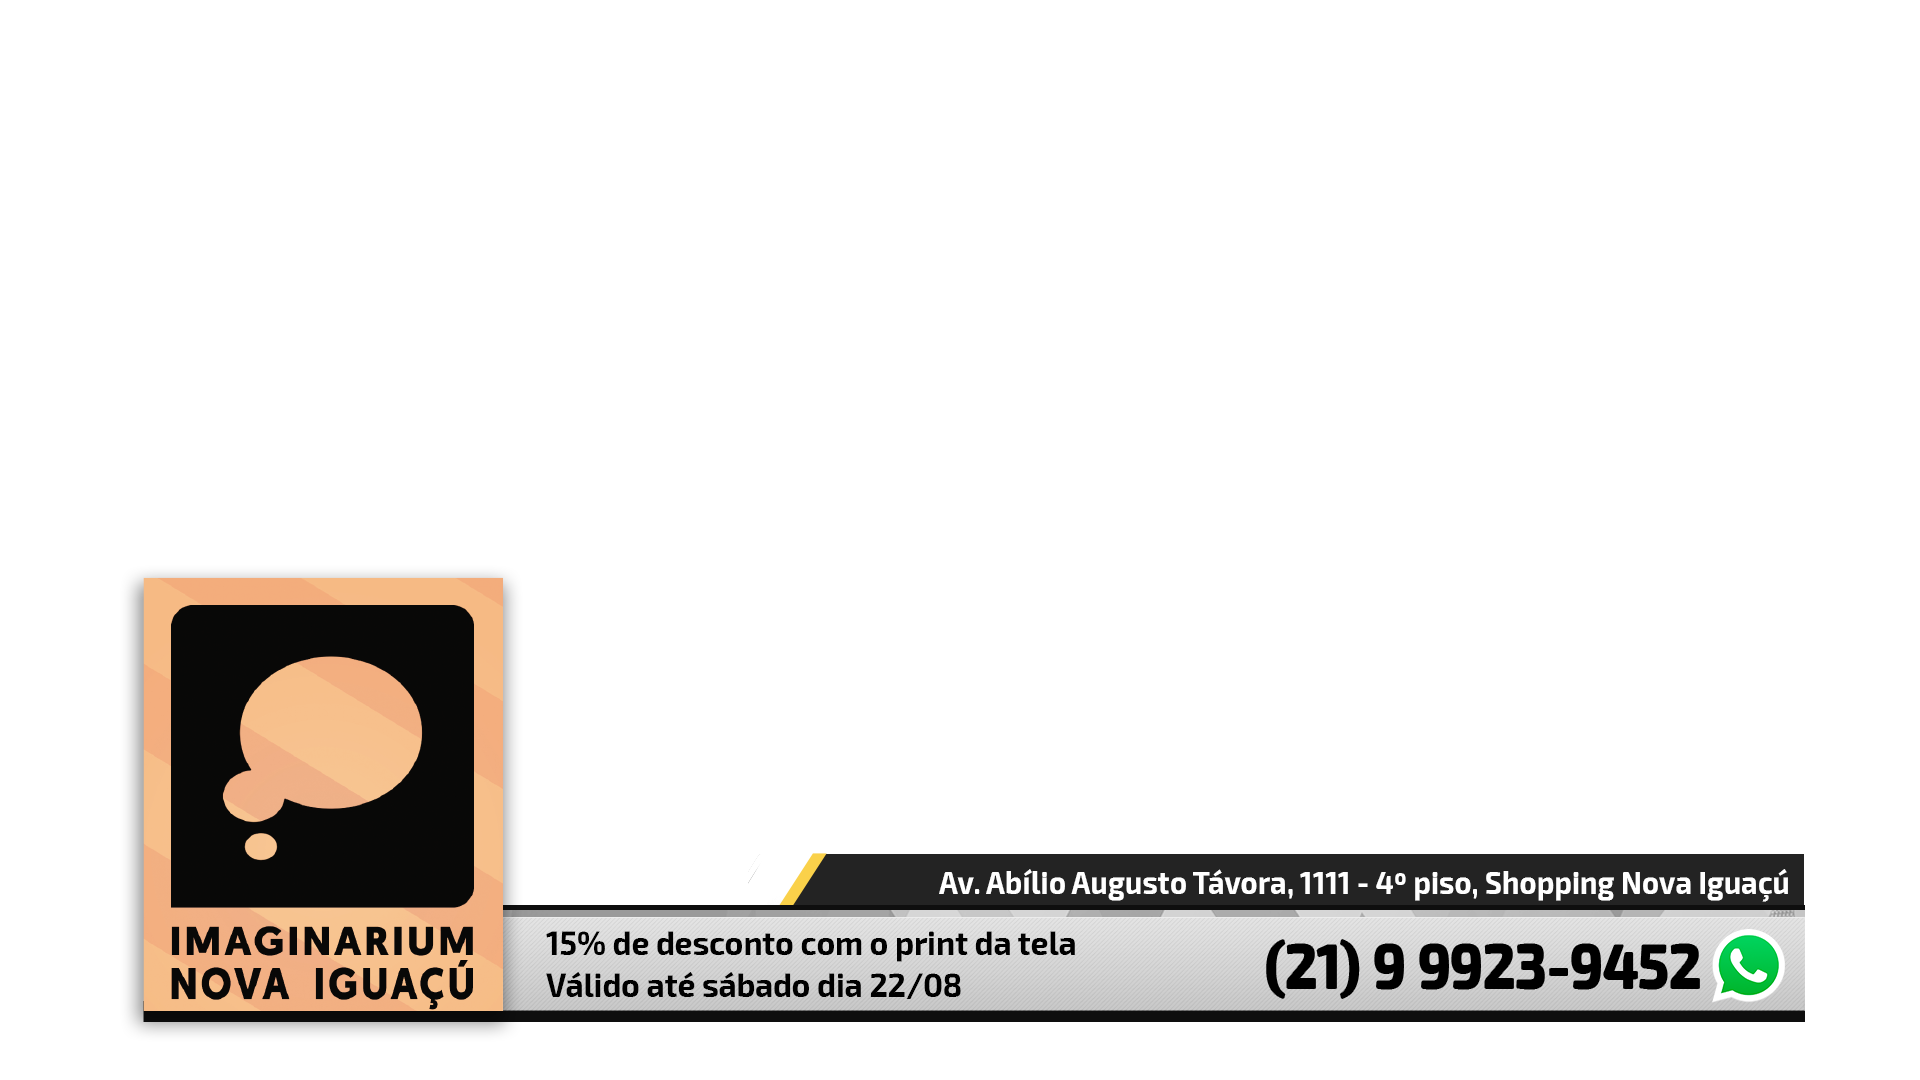 Av. Abílio Augusto Távora, 1111 - 4º piso, Shopping Nova Iguaçú
IMAGINARIUM
NOVA IGUAÇÚ
15% de desconto com o print da tela
Válido até sábado dia 22/08
(21) 9 9923-9452